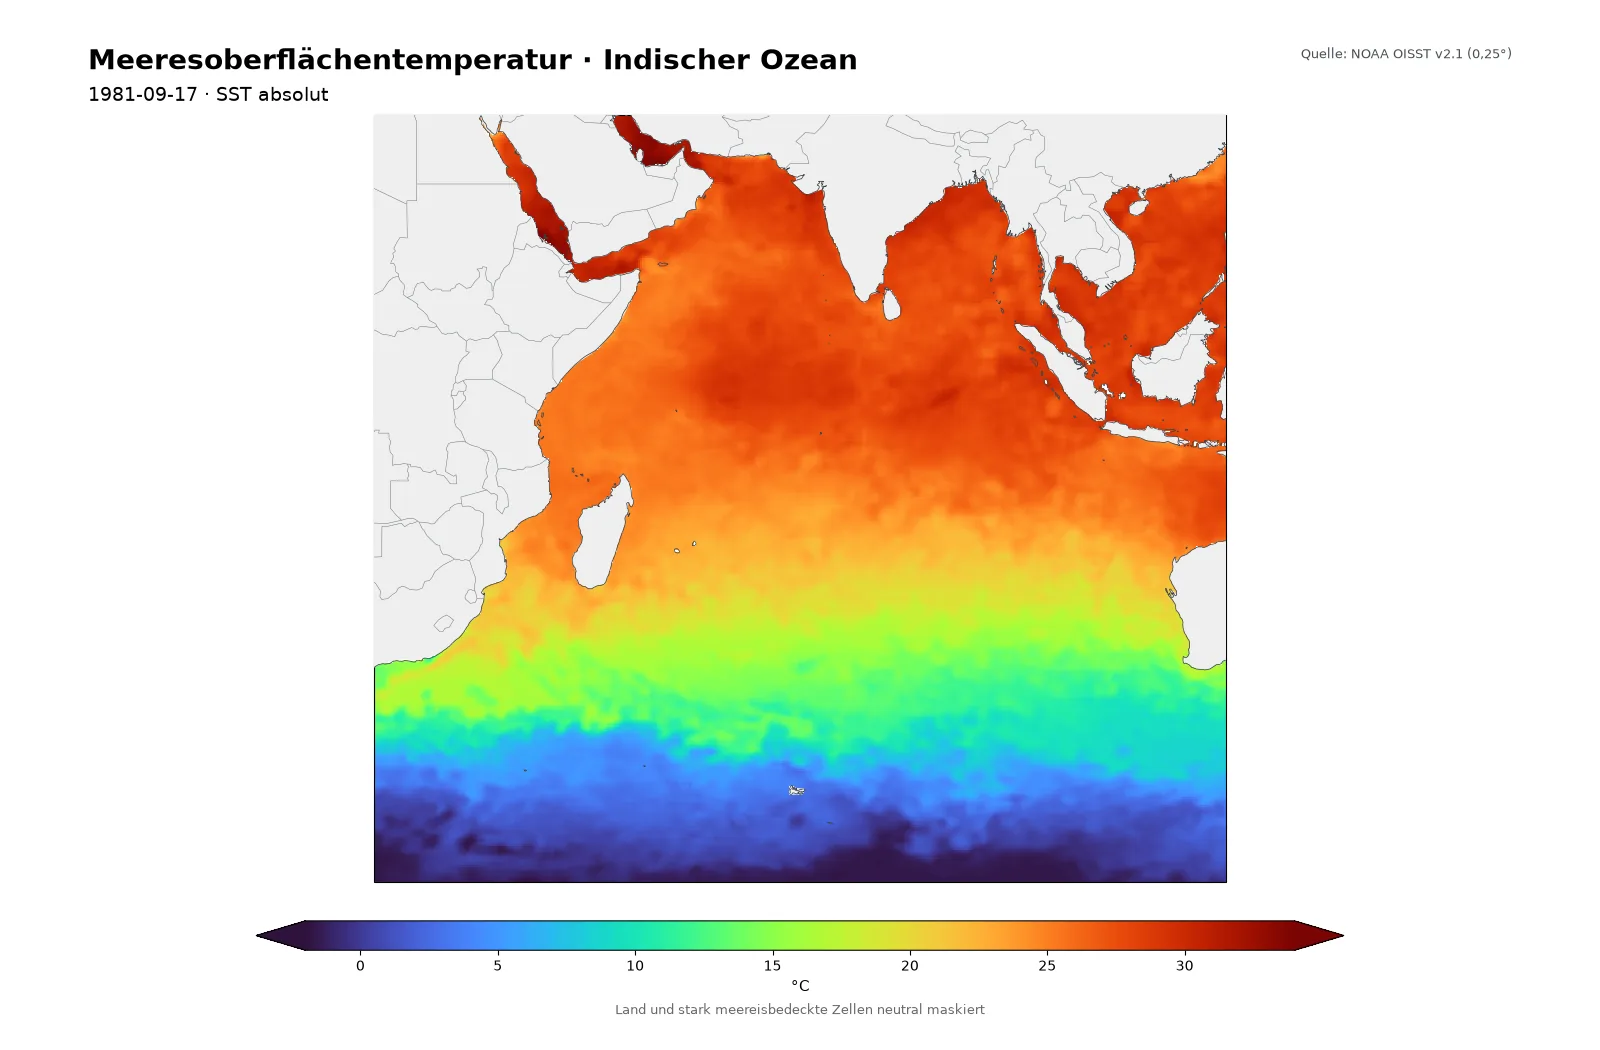 Meeresoberflächentemperatur · Indischer Ozean
Quelle: NOAA OISST v2.1 (0,25°)
1981-09-17 · SST absolut
0 5 10 15 20 25 30
°C
Land und stark meereisbedeckte Zellen neutral maskiert